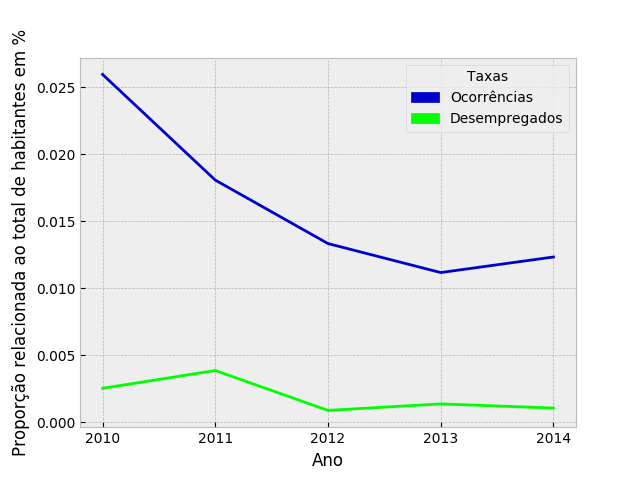 Proporção relacionada ao total de habitantes em %
0.025
0.020
0.015
0.010
0.005
0.000
Taxas
Ocorrências
Desempregados
2010 2011 2012 2013 2014
Ano